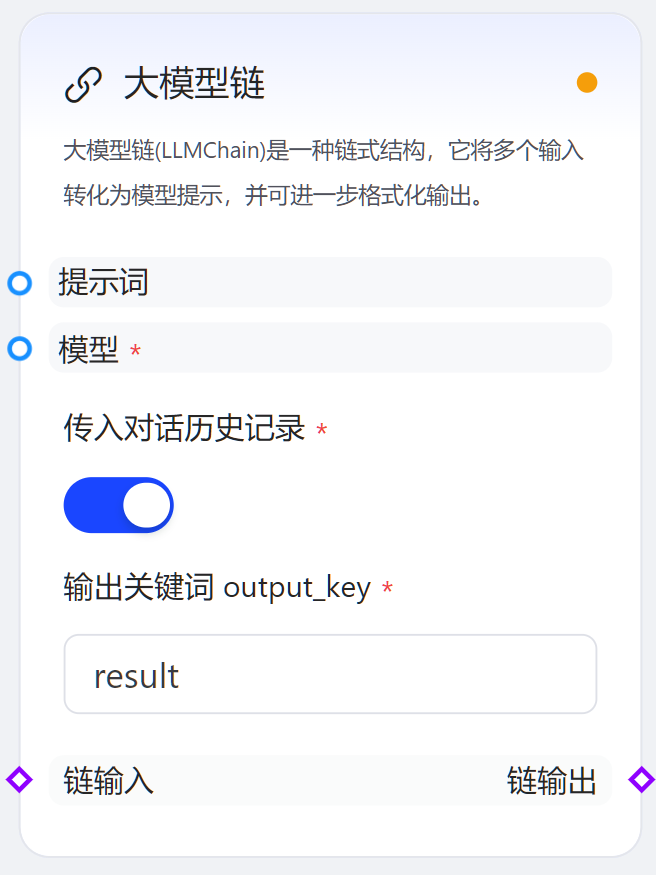 大模型链
大模型链(LLMChain)是一种链式结构，它将多个输入
转化为模型提示，并可进一步格式化输出。
提示词
模型 *
传入对话历史记录 *
输出关键词 output_key *
result
链输入 链输出